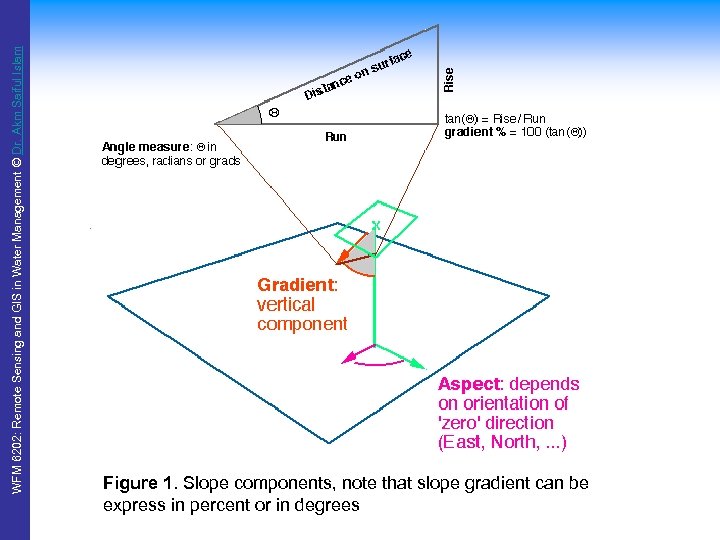 WFM 6202: Remote Sensing and GIS in Water Management © Dr. Akm Saiful Islam
Distance on surface
Rise
Θ
Run
tan(Θ) = Rise / Run
gradient % = 100 (tan(Θ))
Angle measure: Θ in
degrees, radians or grads
x
Gradient:
vertical
component
Aspect: depends
on orientation of
'zero' direction
(East, North, ...)
Figure 1. Slope components, note that slope gradient can be
express in percent or in degrees